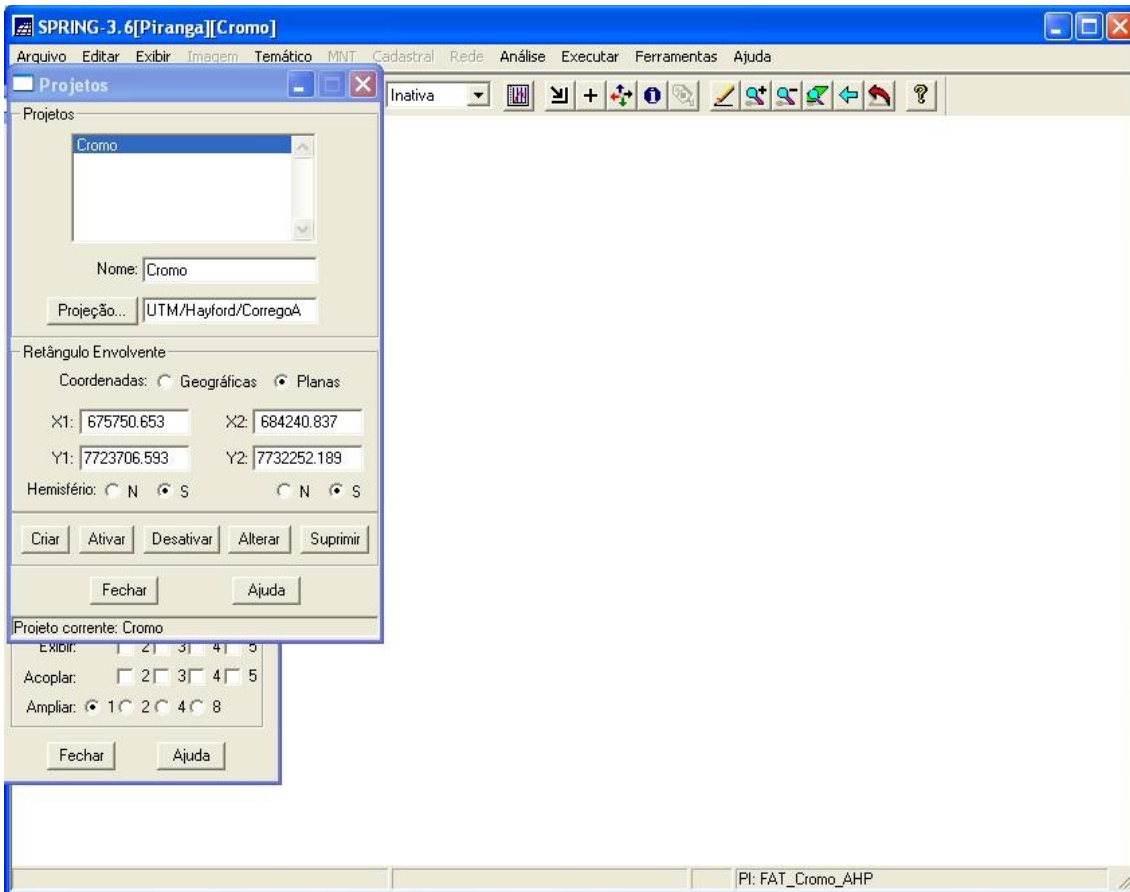 SPRING-3.6[Piranga][Cromo]
Arquivo Editar Exibir Imagem Temático MNT Cadastral Rede Análise Executar Ferramentas Ajuda
Projetos
Inativa
Projetos
Cromo
Nome: Cromo
Projeção... UTM/Hayford/CorregoA
Retângulo Envolvente
Coordenadas: Geográficas Planas
X1: 675750.653 X2: 684240.837
Y1: 7723706.593 Y2: 7732252.189
Hemisfério: N S N S
Criar Ativar Desativar Alterar Suprimir
Fechar Ajuda
Projeto corrente: Cromo
Exibir: 2 3 4 5
Acoplar: 2 3 4 5
Ampliar: 1 2 4 8
Fechar Ajuda
PI: FAT_Cromo_AHP